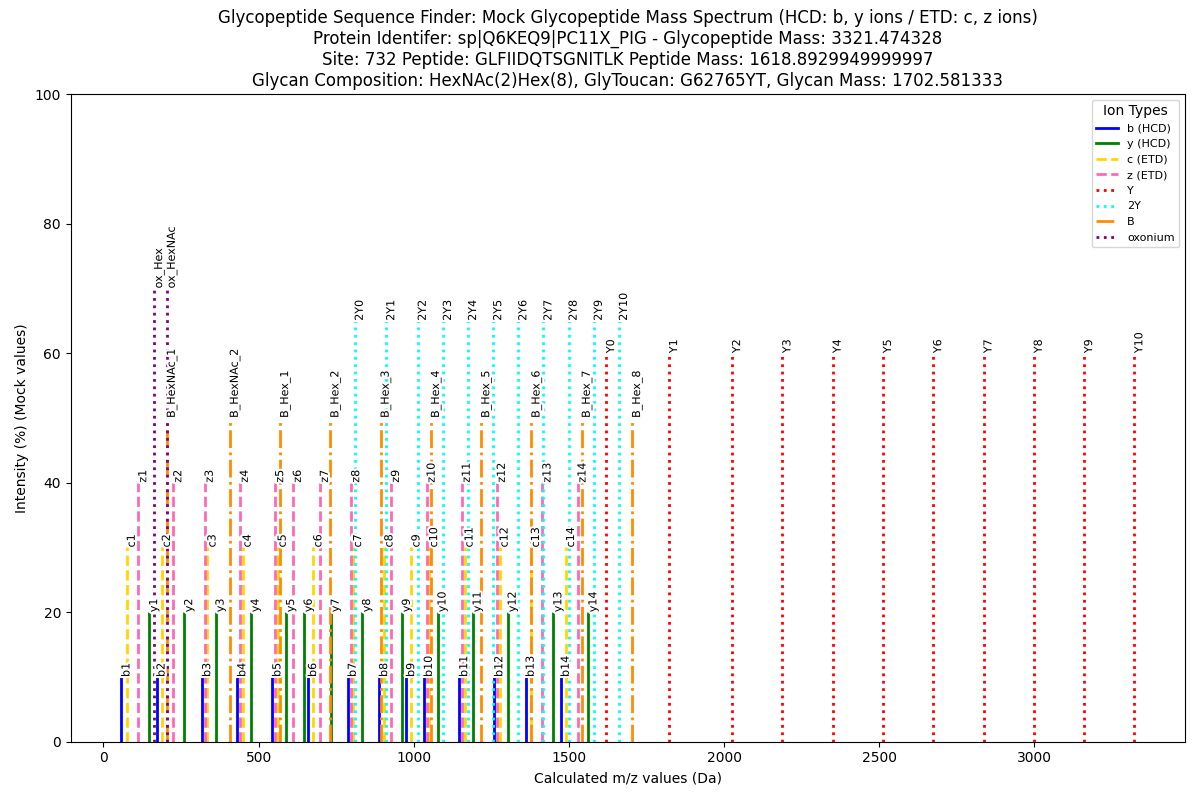 Glycopeptide Sequence Finder: Mock Glycopeptide Mass Spectrum (HCD: b, y ions / ETD: c, z ions)
Protein Identifer: sp|Q6KEQ9|PC11X_PIG - Glycopeptide Mass: 3321.474328
Site: 732 Peptide: GLFIIDQTSGNITLK Peptide Mass: 1618.8929949999997
Glycan Composition: HexNAc(2)Hex(8), GlyToucan: G62765YT, Glycan Mass: 1702.581333
Intensity (%) (Mock values)
100
80
60
40
20
0
Ion Types
b (HCD)
y (HCD)
c (ETD)
z (ETD)
Y
2Y
B
oxonium
ox_Hex
ox_HexNAc
2Y0
2Y1
2Y2
2Y3
2Y4
2Y5
2Y6
2Y7
2Y8
2Y9
2Y10
Y0
Y1
Y2
Y3
Y4
Y5
Y6
Y7
Y8
Y9
Y10
B_HexNAc_1
B_HexNAc_2
B_Hex_1
B_Hex_2
B_Hex_3
B_Hex_4
B_Hex_5
B_Hex_6
B_Hex_7
B_Hex_8
z1
z2
z3
z4
z5
z6
z7
z8
z9
z10
z11
z12
z13
z14
c1
c2
c3
c4
c5
c6
c7
c8
c9
c10
c11
c12
c13
c14
y1
y2
y3
y4
y5
y6
y7
y8
y9
y10
y11
y12
y13
y14
b1
b2
b3
b4
b5
b6
b7
b8
b9
b10
b11
b12
b13
b14
0
500
1000
1500
2000
2500
3000
Calculated m/z values (Da)